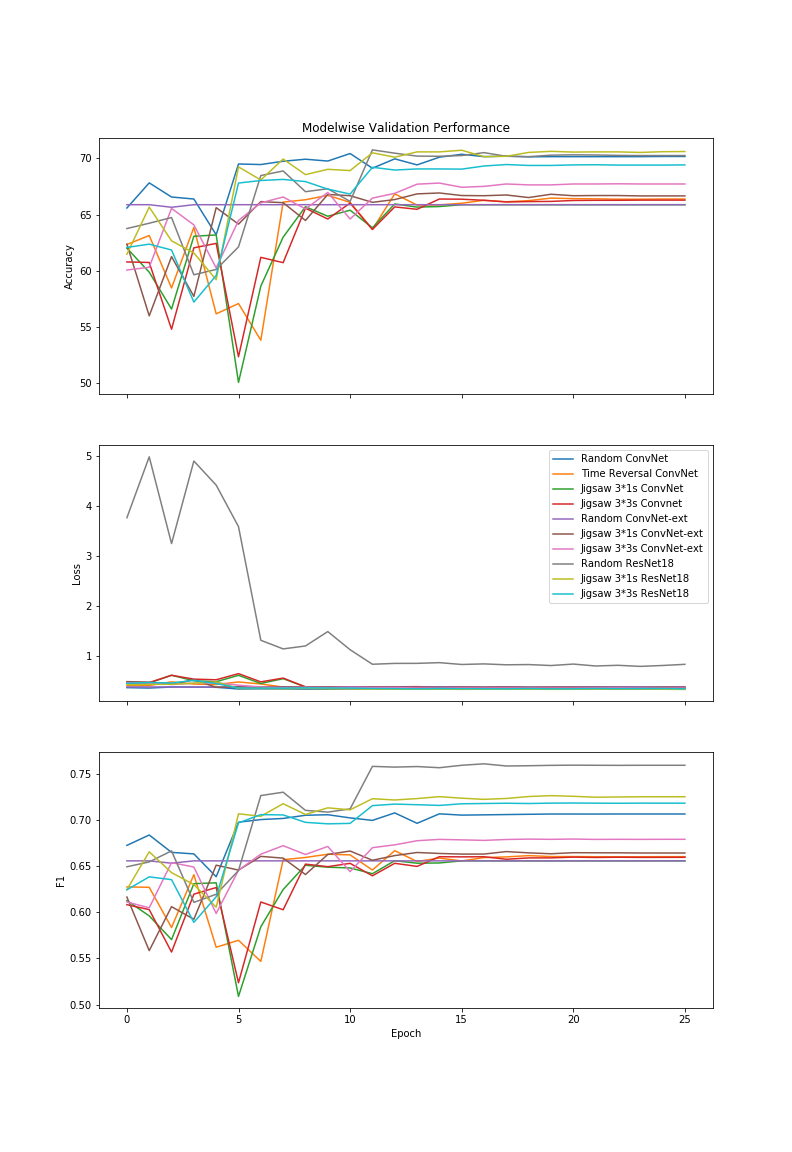 Modelwise Validation Performance
70
65
60
55
50
Accuracy
5
4
3
2
1
Loss
Random ConvNet
Time Reversal ConvNet
Jigsaw 3*1s ConvNet
Jigsaw 3*3s Convnet
Random ConvNet-ext
Jigsaw 3*1s ConvNet-ext
Jigsaw 3*3s ConvNet-ext
Random ResNet18
Jigsaw 3*1s ResNet18
Jigsaw 3*3s ResNet18
0.75
0.70
0.65
0.60
0.55
0.50
F1
0 5 10 15 20 25
Epoch